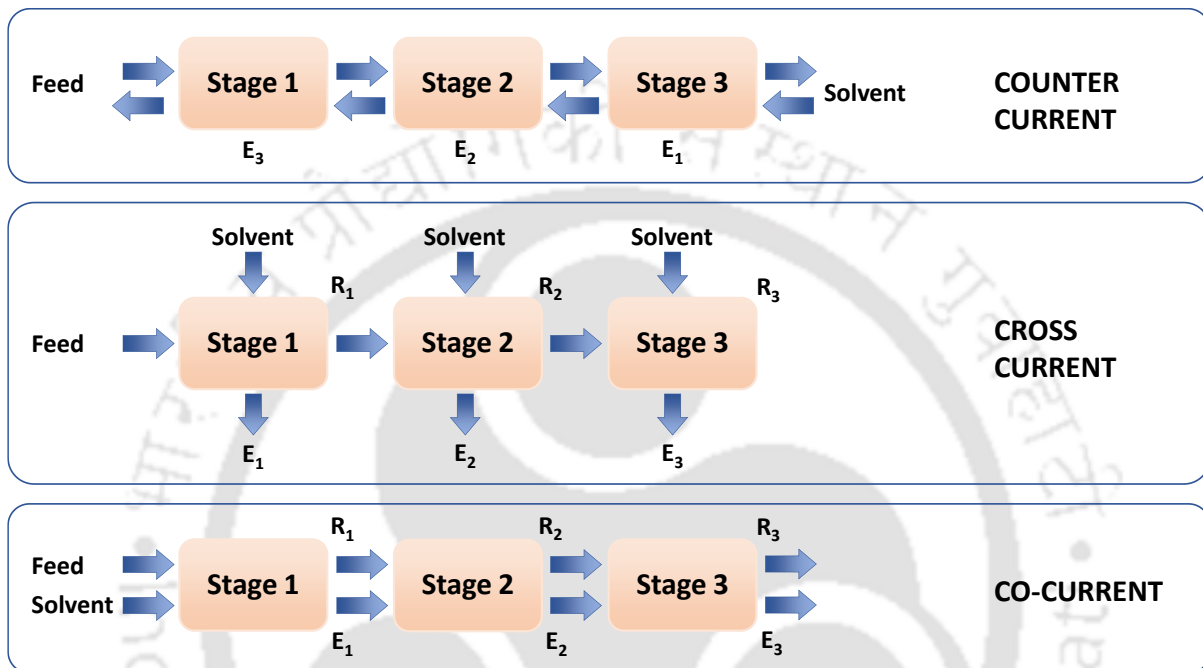 Feed Stage 1 Stage 2 Stage 3 Solvent
E₃ E₂ E₁
COUNTER
CURRENT
Solvent Solvent Solvent
R₁ R₂ R₃
Feed Stage 1 Stage 2 Stage 3
CROSS
CURRENT
E₁ E₂ E₃
R₁ R₂ R₃
Feed
Solvent
Stage 1 Stage 2 Stage 3
CO-CURRENT
E₁ E₂ E₃